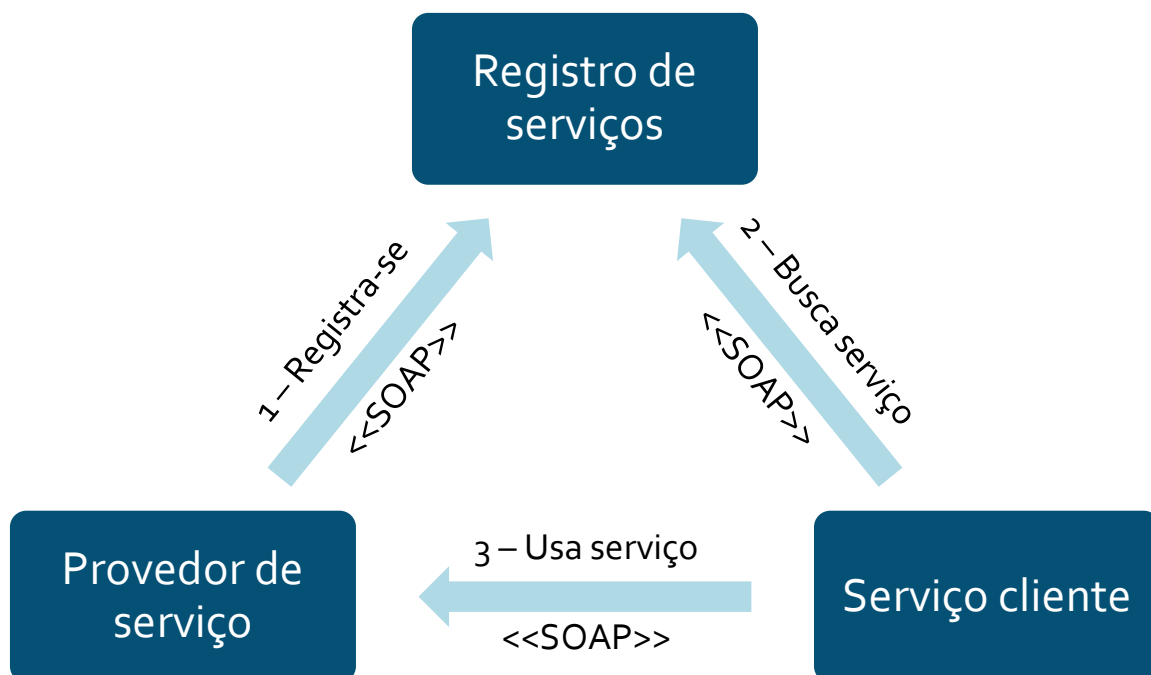 Registro de
serviços
1 – Registra-se
<<SOAP>>
2 – Busca serviço
<<SOAP>>
Provedor de
serviço
3 – Usa serviço
<<SOAP>>
Serviço cliente